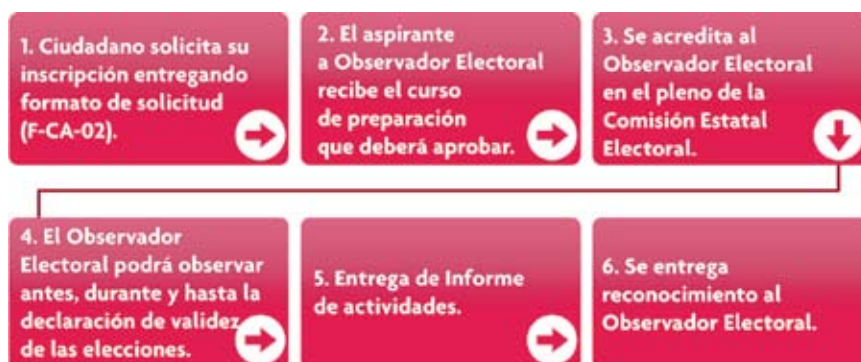 1. Ciudadano solicita su
inscripción entregando
formato de solicitud
(F-CA-02).
2. El aspirante
a Observador Electoral
recibe el curso
de preparación
que deberá aprobar.
3. Se acredita al
Observador Electoral
en el pleno de la
Comisión Estatal
Electoral.
4. El Observador
Electoral podrá observar
antes, durante y hasta la
declaración de validez
de las elecciones.
5. Entrega de Informe
de actividades.
6. Se entrega
reconocimiento al
Observador Electoral.